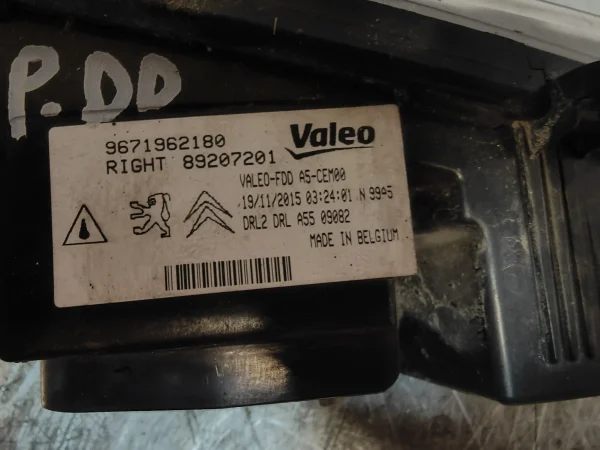 P.DD
9671962180
Valeo
RIGHT 89207201
VALEO-FDD A5-CEM00
19/11/2015 03:24:01 N 9945
DRL2 DRL A55 09082
MADE IN BELGIUM